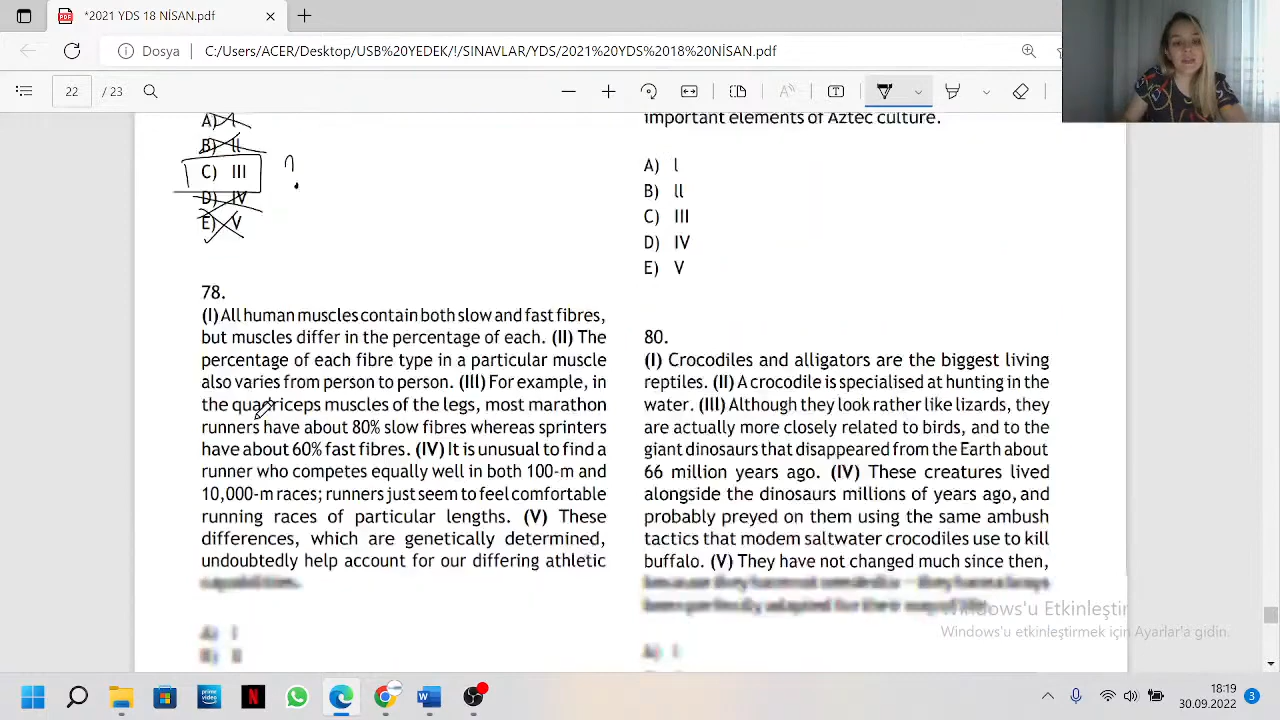 *2021 YDS 18 NİSAN.pdf
Dosya
C:/Users/ACER/Desktop/USB%20YEDEK/!/SINAVLAR/YDS/2021%20YDS%2018%20NİSAN.pdf
22 / 23
A) I
B) II
C) III
D) IV
E) V
?
78.
(I) All human muscles contain both slow and fast fibres,
but muscles differ in the percentage of each. (II) The
percentage of each fibre type in a particular muscle
also varies from person to person. (III) For example, in
the quadriceps muscles of the legs, most marathon
runners have about 80% slow fibres whereas sprinters
have about 60% fast fibres. (IV) It is unusual to find a
runner who competes equally well in both 100-m and
10,000-m races; runners just seem to feel comfortable
running races of particular lengths. (V) These
differences, which are genetically determined,
undoubtedly help account for our differing athletic
A) I
B) II
important elements of Aztec culture.
A) I
B) II
C) III
D) IV
E) V
80.
(I) Crocodiles and alligators are the biggest living
reptiles. (II) A crocodile is specialised at hunting in the
water. (III) Although they look rather like lizards, they
are actually more closely related to birds, and to the
giant dinosaurs that disappeared from the Earth about
66 million years ago. (IV) These creatures lived
alongside the dinosaurs millions of years ago, and
probably preyed on them using the same ambush
tactics that modem saltwater crocodiles use to kill
buffalo. (V) They have not changed much since then,
A) I
Windows'u Etkinleştir
Windows'u etkinleştirmek için Ayarlar'a gidin.
prime video
N
W
3
18:19
30.09.2022